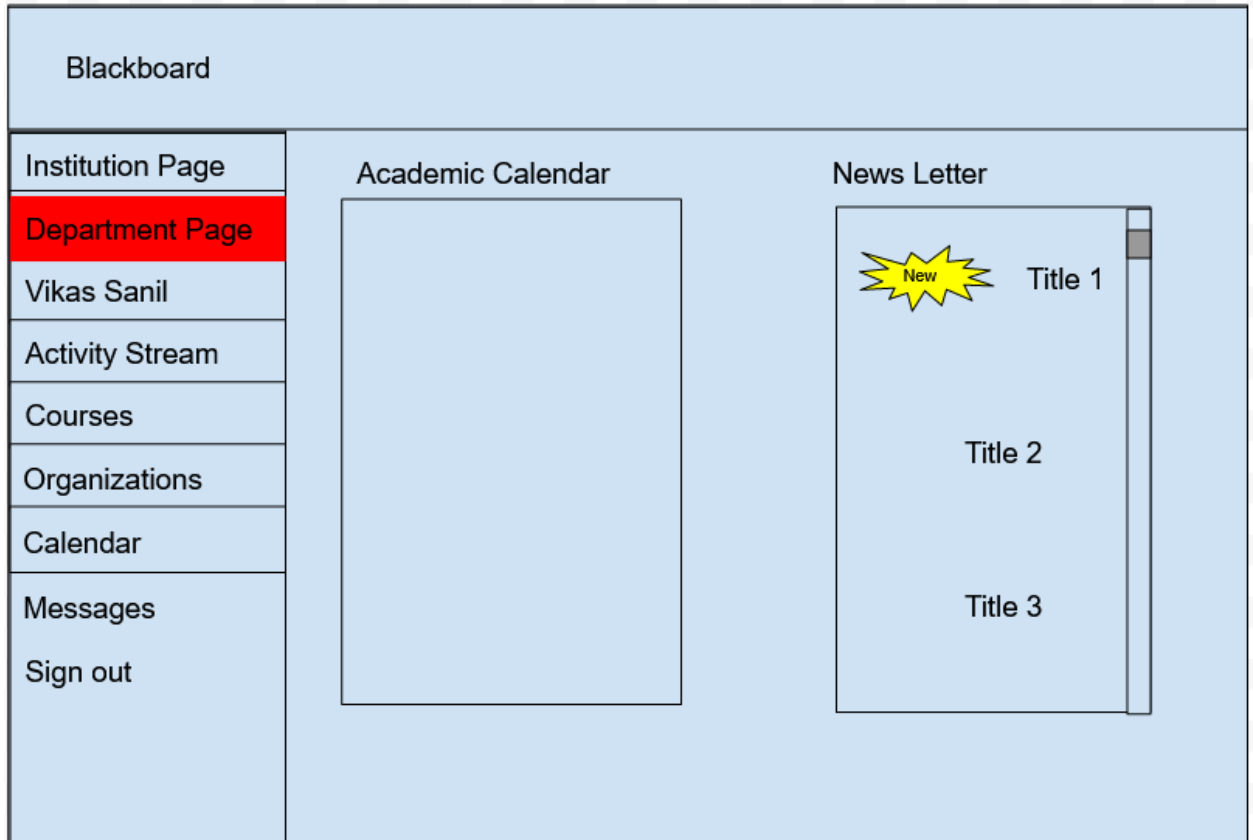 Blackboard
Institution Page
Department Page
Vikas Sanil
Activity Stream
Courses
Organizations
Calendar
Messages
Sign out
Academic Calendar
News Letter
New
Title 1
Title 2
Title 3